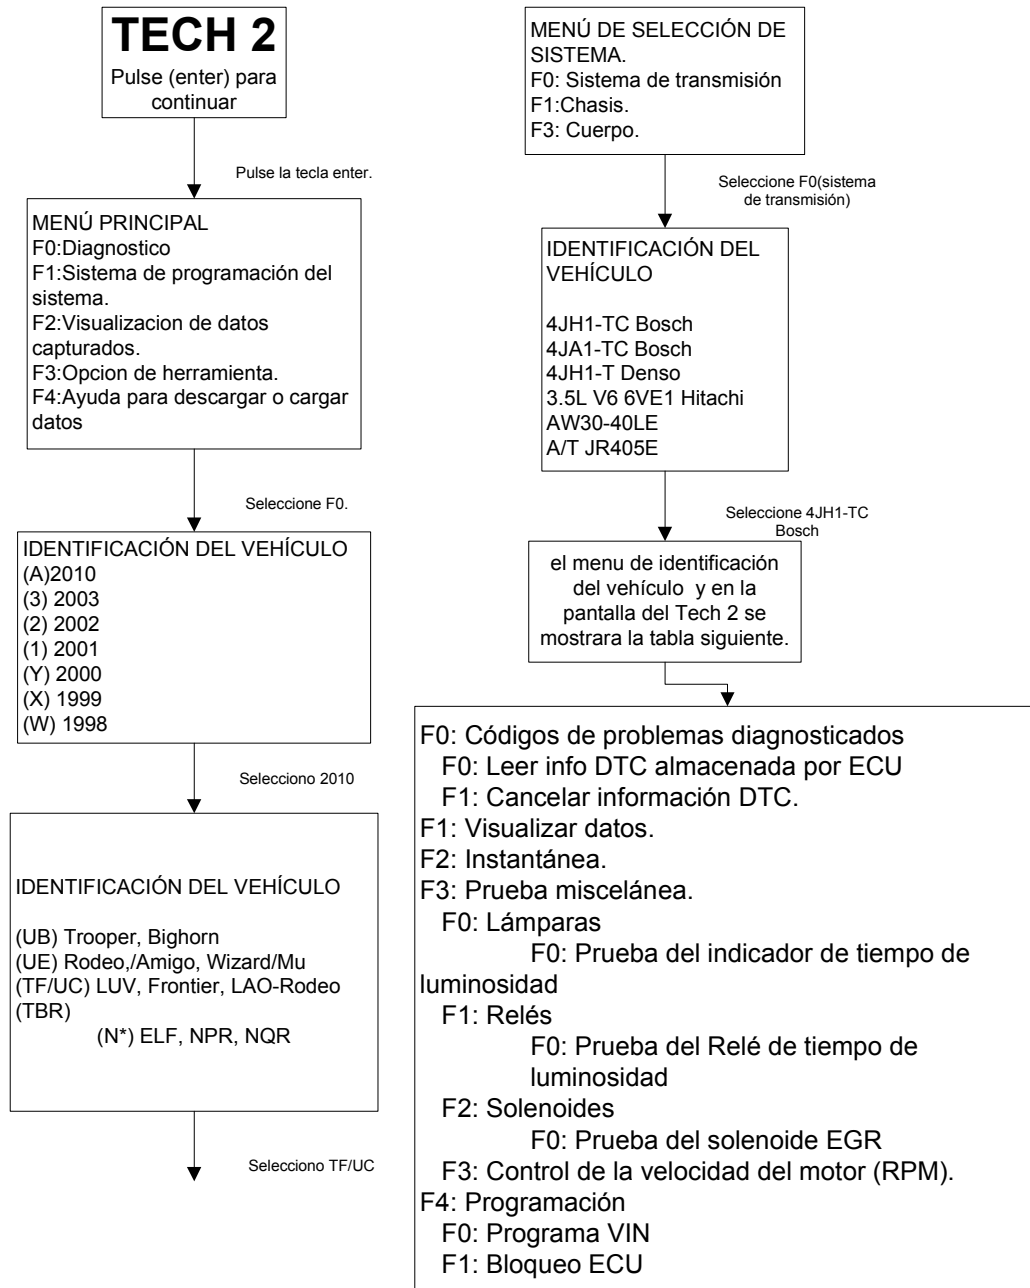 TECH 2
Pulse (enter) para
continuar
Pulse la tecla enter.
MENÚ PRINCIPAL
F0:Diagnostico
F1:Sistema de programación del
sistema.
F2:Visualizacion de datos
capturados.
F3:Opcion de herramienta.
F4:Ayuda para descargar o cargar
datos
Seleccione F0.
IDENTIFICACIÓN DEL VEHÍCULO
(A)2010
(3) 2003
(2) 2002
(1) 2001
(Y) 2000
(X) 1999
(W) 1998
Selecciono 2010
IDENTIFICACIÓN DEL VEHÍCULO
(UB) Trooper, Bighorn
(UE) Rodeo,/Amigo, Wizard/Mu
(TF/UC) LUV, Frontier, LAO-Rodeo
(TBR)
(N*) ELF, NPR, NQR
Selecciono TF/UC
MENÚ DE SELECCIÓN DE
SISTEMA.
F0: Sistema de transmisión
F1:Chasis.
F3: Cuerpo.
Seleccione F0(sistema
de transmisión)
IDENTIFICACIÓN DEL
VEHÍCULO
4JH1-TC Bosch
4JA1-TC Bosch
4JH1-T Denso
3.5L V6 6VE1 Hitachi
AW30-40LE
A/T JR405E
Seleccione 4JH1-TC
Bosch
el menu de identificación
del vehículo y en la
pantalla del Tech 2 se
mostrara la tabla siguiente.
F0: Códigos de problemas diagnosticados
F0: Leer info DTC almacenada por ECU
F1: Cancelar información DTC.
F1: Visualizar datos.
F2: Instantánea.
F3: Prueba miscelánea.
F0: Lámparas
F0: Prueba del indicador de tiempo de
luminosidad
F1: Relés
F0: Prueba del Relé de tiempo de
luminosidad
F2: Solenoides
F0: Prueba del solenoide EGR
F3: Control de la velocidad del motor (RPM).
F4: Programación
F0: Programa VIN
F1: Bloqueo ECU